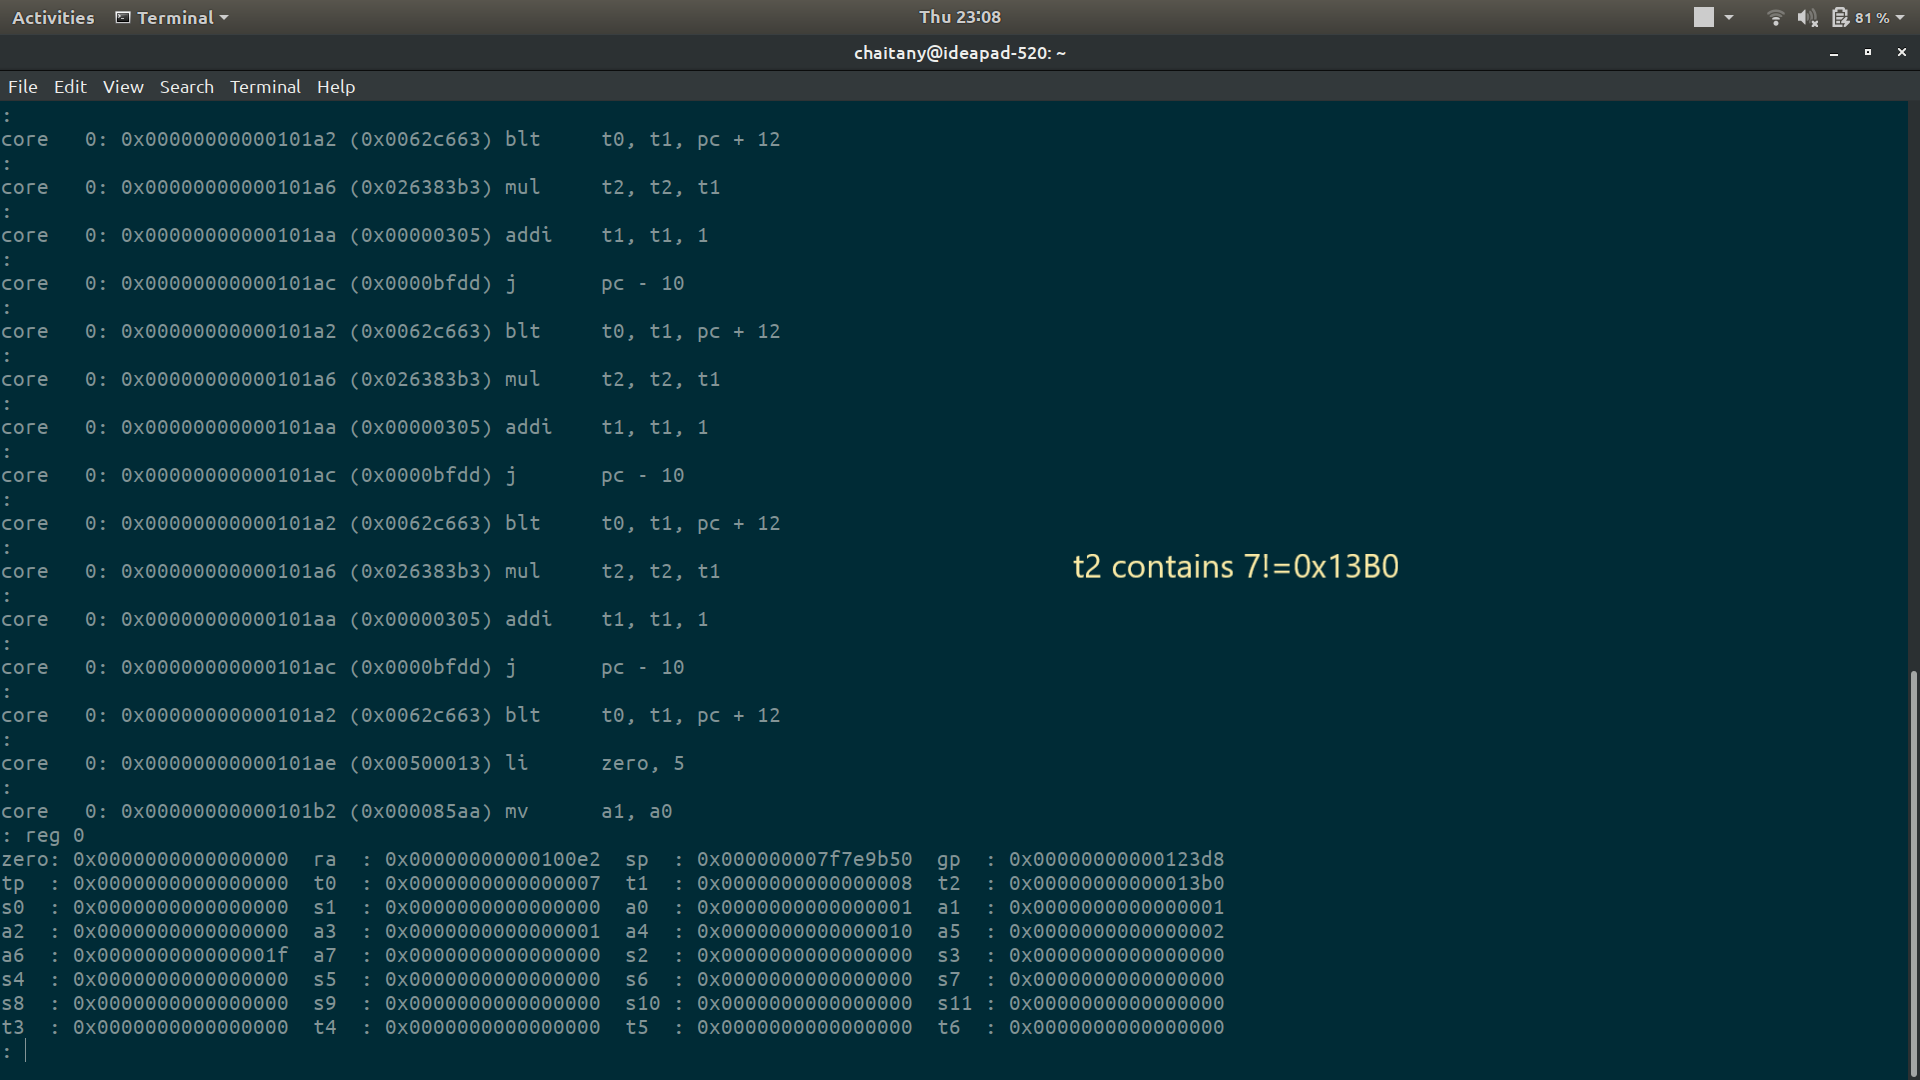 Activities Terminal Thu 23:08 81 %
chaitany@ideapad-520: ~
File Edit View Search Terminal Help
:
core   0: 0x00000000000101a2 (0x0062c663) blt     t0, t1, pc + 12
:
core   0: 0x00000000000101a6 (0x026383b3) mul     t2, t2, t1
:
core   0: 0x00000000000101aa (0x00000305) addi    t1, t1, 1
:
core   0: 0x00000000000101ac (0x0000bfdd) j       pc - 10
:
core   0: 0x00000000000101a2 (0x0062c663) blt     t0, t1, pc + 12
:
core   0: 0x00000000000101a6 (0x026383b3) mul     t2, t2, t1
:
core   0: 0x00000000000101aa (0x00000305) addi    t1, t1, 1
:
core   0: 0x00000000000101ac (0x0000bfdd) j       pc - 10
:
core   0: 0x00000000000101a2 (0x0062c663) blt     t0, t1, pc + 12
:
t2 contains 7!=0x13B0
core   0: 0x00000000000101a6 (0x026383b3) mul     t2, t2, t1
:
core   0: 0x00000000000101aa (0x00000305) addi    t1, t1, 1
:
core   0: 0x00000000000101ac (0x0000bfdd) j       pc - 10
:
core   0: 0x00000000000101a2 (0x0062c663) blt     t0, t1, pc + 12
:
core   0: 0x00000000000101ae (0x00500013) li      zero, 5
:
core   0: 0x00000000000101b2 (0x000085aa) mv      a1, a0
: reg 0
zero: 0x0000000000000000  ra  : 0x00000000000100e2  sp  : 0x000000007f7e9b50  gp  : 0x00000000000123d8
tp  : 0x0000000000000000  t0  : 0x0000000000000007  t1  : 0x0000000000000008  t2  : 0x00000000000013b0
s0  : 0x0000000000000000  s1  : 0x0000000000000000  a0  : 0x0000000000000001  a1  : 0x0000000000000001
a2  : 0x0000000000000000  a3  : 0x0000000000000001  a4  : 0x0000000000000010  a5  : 0x0000000000000002
a6  : 0x000000000000001f  a7  : 0x0000000000000000  s2  : 0x0000000000000000  s3  : 0x0000000000000000
s4  : 0x0000000000000000  s5  : 0x0000000000000000  s6  : 0x0000000000000000  s7  : 0x0000000000000000
s8  : 0x0000000000000000  s9  : 0x0000000000000000  s10 : 0x0000000000000000  s11 : 0x0000000000000000
t3  : 0x0000000000000000  t4  : 0x0000000000000000  t5  : 0x0000000000000000  t6  : 0x0000000000000000
: